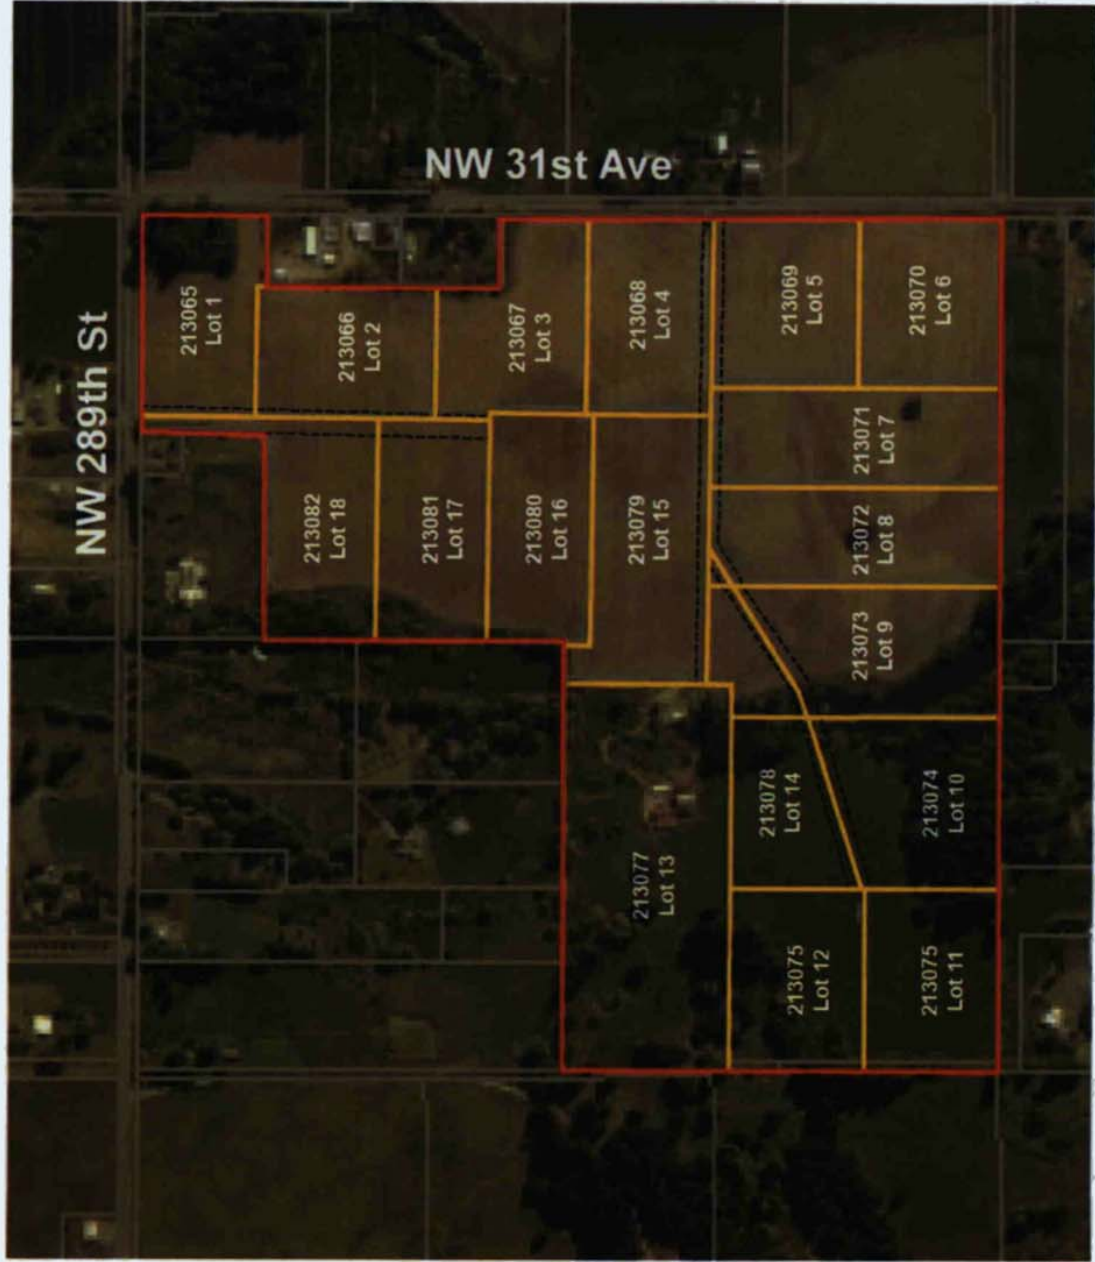 NW 31st Ave
NW 289th St
213065
Lot 1
213066
Lot 2
213067
Lot 3
213068
Lot 4
213069
Lot 5
213070
Lot 6
213082
Lot 18
213081
Lot 17
213080
Lot 16
213079
Lot 15
213071
Lot 7
213072
Lot 8
213073
Lot 9
213077
Lot 13
213078
Lot 14
213074
Lot 10
213075
Lot 12
213075
Lot 11